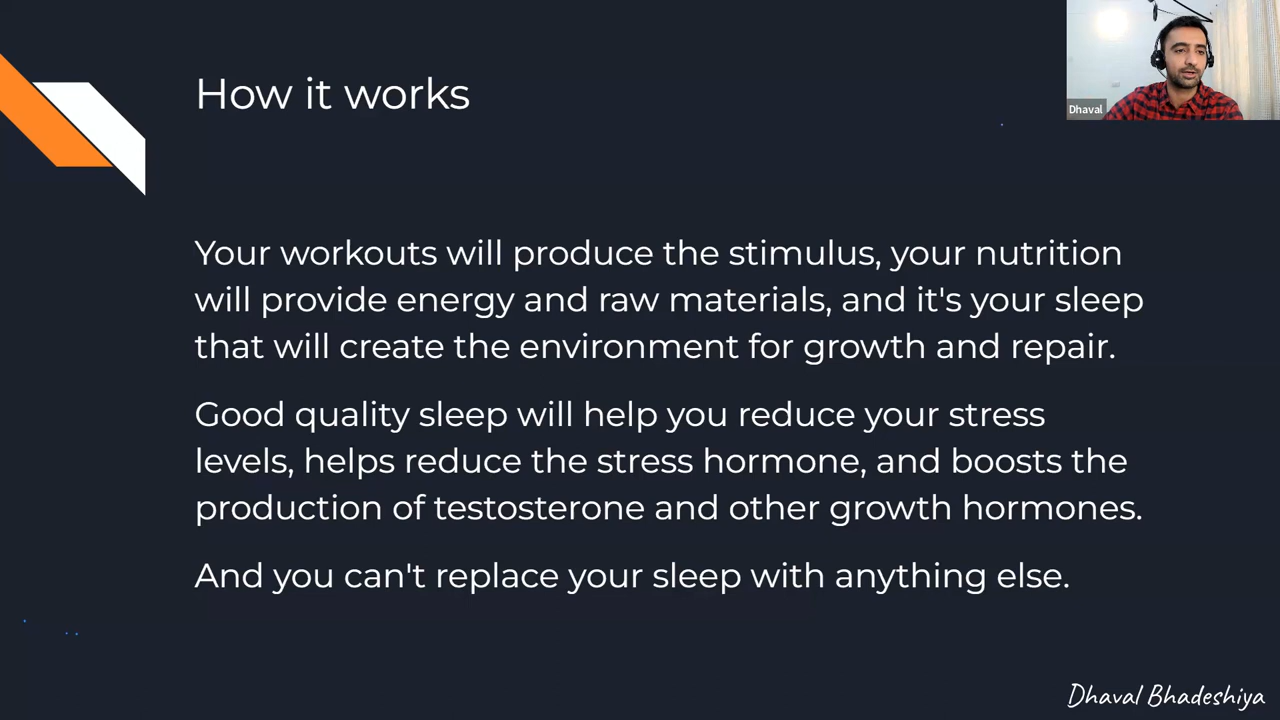 How it works
Dhaval
Your workouts will produce the stimulus, your nutrition
will provide energy and raw materials, and it's your sleep
that will create the environment for growth and repair.
Good quality sleep will help you reduce your stress
levels, helps reduce the stress hormone, and boosts the
production of testosterone and other growth hormones.
And you can't replace your sleep with anything else.
Dhaval Bhadeshiya